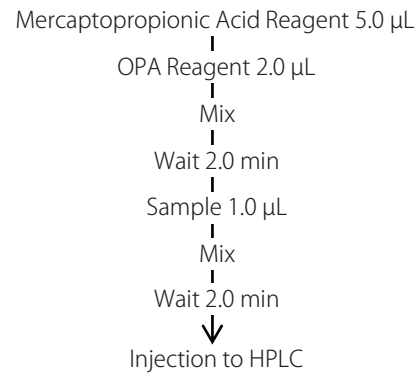 Mercaptopropionic Acid Reagent 5.0 µL
OPA Reagent 2.0 µL
Mix
Wait 2.0 min
Sample 1.0 µL
Mix
Wait 2.0 min
Injection to HPLC